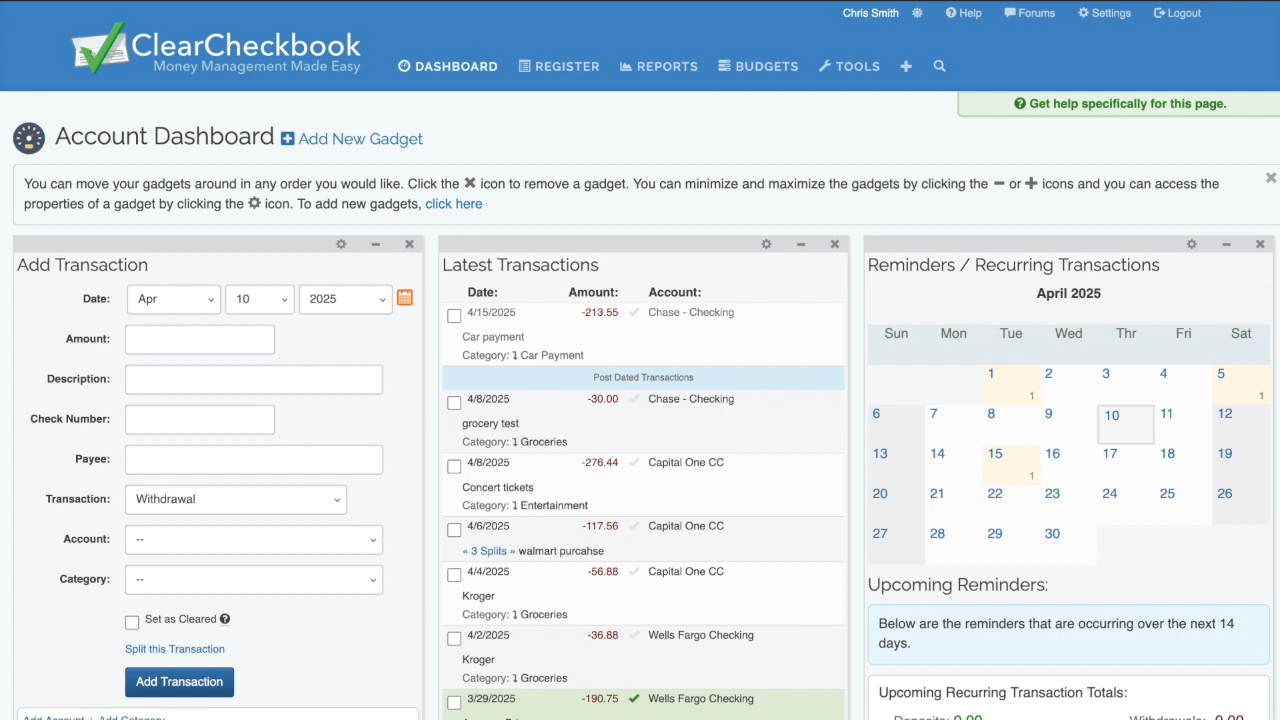 Chris Smith Help Forums Settings Logout
ClearCheckbook
Money Management Made Easy
DASHBOARD REGISTER REPORTS BUDGETS TOOLS
Get help specifically for this page.
Account Dashboard Add New Gadget
You can move your gadgets around in any order you would like. Click the icon to remove a gadget. You can minimize and maximize the gadgets by clicking the or icons and you can access the
properties of a gadget by clicking the icon. To add new gadgets, click here
Add Transaction
Date: Apr 10 2025
Amount:
Description:
Check Number:
Payee:
Transaction: Withdrawal
Account: --
Category: --
Set as Cleared
Split this Transaction
Add Transaction
Add Account | Add Category
Latest Transactions
Date: Amount: Account:
4/15/2025 -213.55 Chase - Checking
Car payment
Category: Car Payment
Post Dated Transactions
4/8/2025 -30.00 Chase - Checking
grocery test
Category: Groceries
4/8/2025 -276.44 Capital One CC
Concert tickets
Category: Entertainment
4/6/2025 -117.56 Capital One CC
« 3 Splits » walmart purcahse
4/4/2025 -56.88 Capital One CC
Kroger
Category: Groceries
4/2/2025 -36.88 Wells Fargo Checking
Kroger
Category: Groceries
3/29/2025 -190.75 Wells Fargo Checking
Reminders / Recurring Transactions
April 2025
Sun Mon Tue Wed Thr Fri Sat
1 2 3 4 5
1 1
6 7 8 9 10 11 12
13 14 15 16 17 18 19
1
20 21 22 23 24 25 26
27 28 29 30
Upcoming Reminders:
Below are the reminders that are occurring over the next 14
days.
Upcoming Recurring Transaction Totals:
Deposits: 0.00 Withdrawals: 0.00